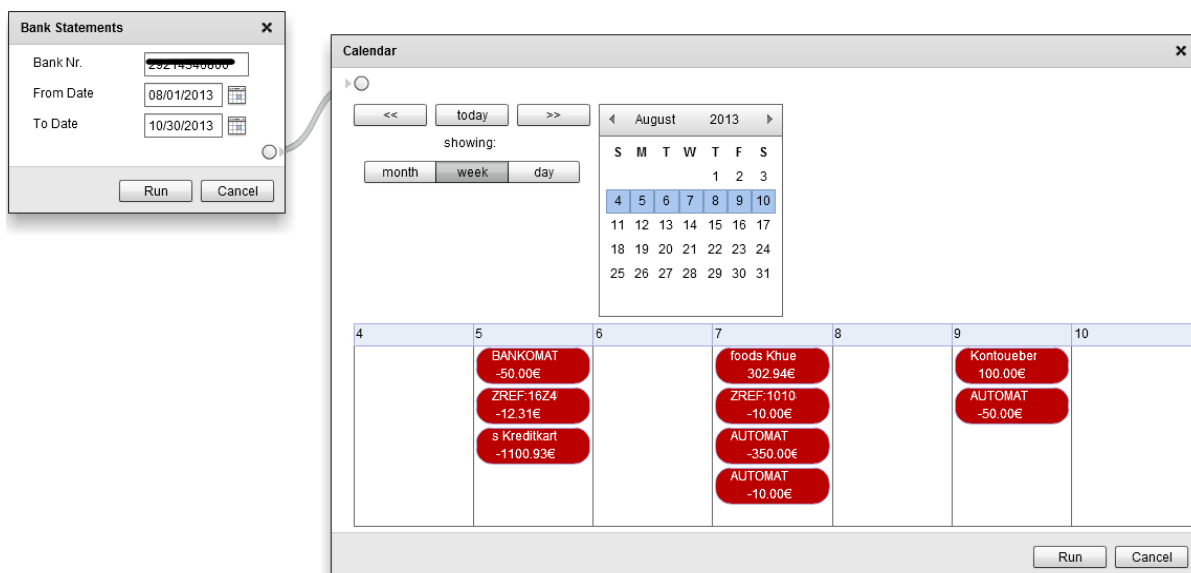 Bank Statements
Bank Nr.
From Date 08/01/2013
To Date 10/30/2013
Run Cancel
Calendar
<< today >>
showing:
month week day
August 2013
S M T W T F S
1 2 3
4 5 6 7 8 9 10
11 12 13 14 15 16 17
18 19 20 21 22 23 24
25 26 27 28 29 30 31
4 5 6 7 8 9 10
BANKOMAT
-50.00€
ZREF:16Z4
-12.31€
s Kreditkart
-1100.93€
foods Khue
302.94€
ZREF:1010
-10.00€
AUTOMAT
-350.00€
AUTOMAT
-10.00€
Kontoueber
100.00€
AUTOMAT
-50.00€
Run Cancel